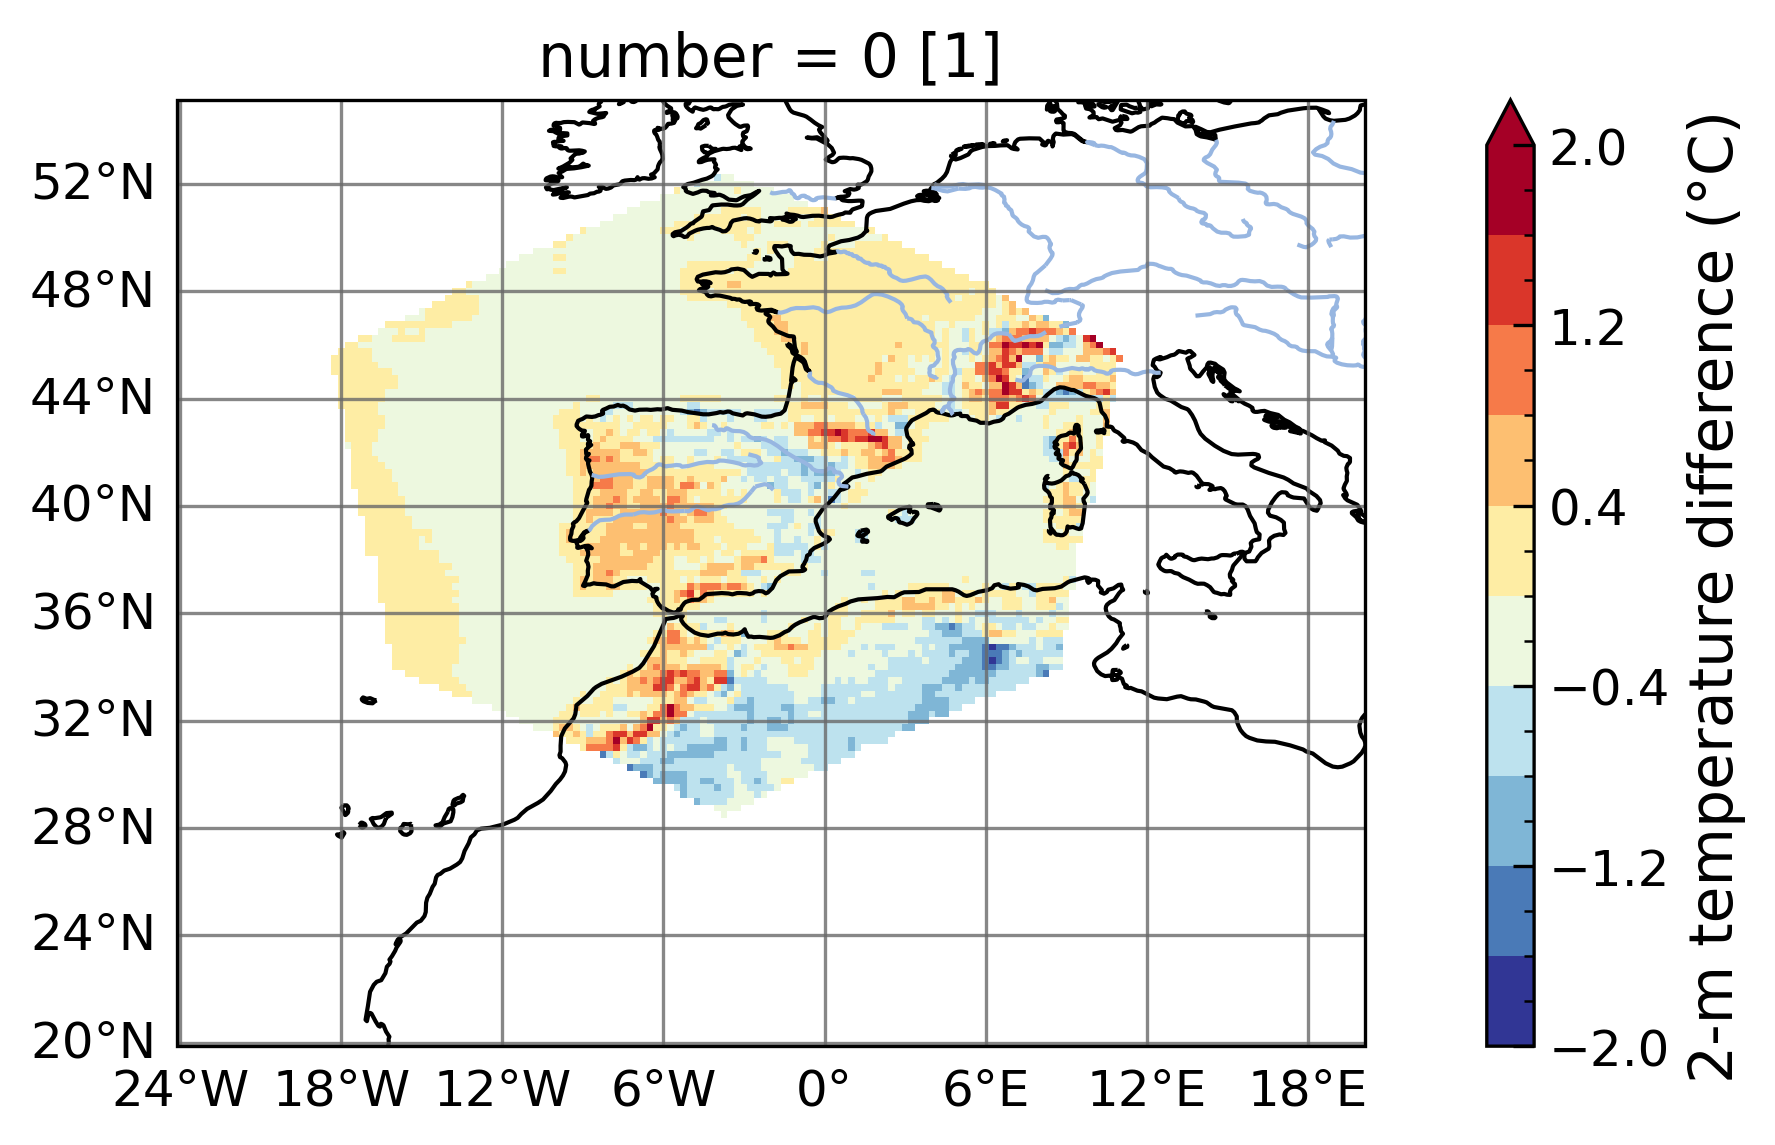 number = 0 [1]
52°N
48°N
44°N
40°N
36°N
32°N
28°N
24°N
20°N
24°W 18°W 12°W 6°W 0° 6°E 12°E 18°E
2.0
1.2
0.4
−0.4
−1.2
−2.0
2-m temperature difference (°C)